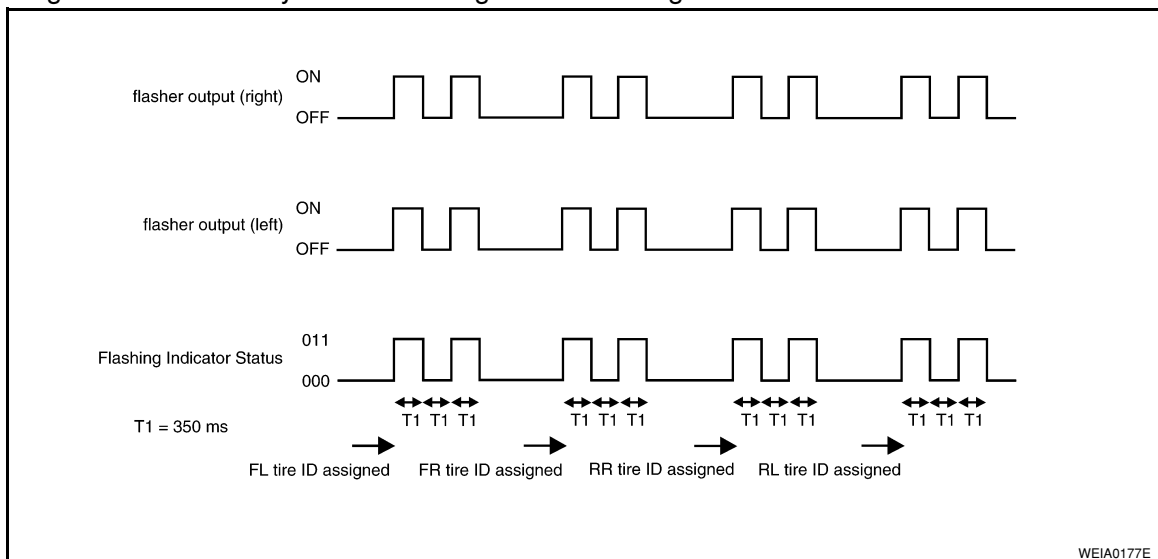 flasher output (right)
ON
OFF
flasher output (left)
ON
OFF
Flashing Indicator Status
011
000
T1 T1 T1 T1 T1 T1 T1 T1 T1 T1 T1 T1
T1 = 350 ms
FL tire ID assigned FR tire ID assigned RR tire ID assigned RL tire ID assigned
WEIA0177E